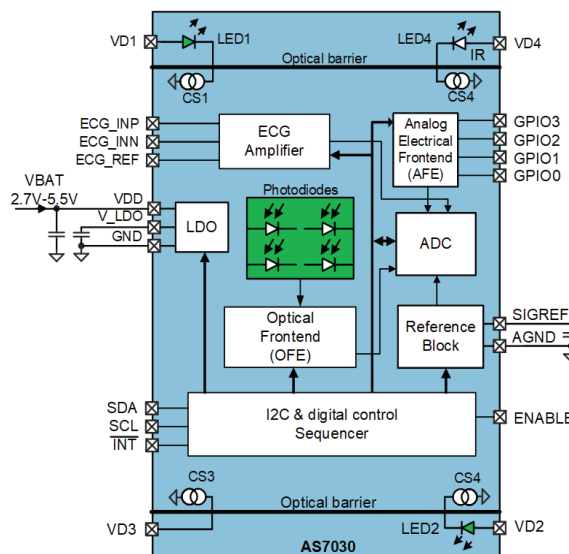 VD1
LED1
LED4
VD4
IR
Optical barrier
CS1
CS4
ECG_INP
ECG_INN
ECG_REF
ECG
Amplifier
Analog
Electrical
Frontend
(AFE)
GPIO3
GPIO2
GPIO1
GPIO0
VBAT
2.7V-5.5V
VDD
V_LDO
GND
LDO
Photodiodes
ADC
Optical
Frontend
(OFE)
Reference
Block
SIGREF
AGND
SDA
SCL
INT
I2C & digital control
Sequencer
ENABLE
CS3
CS4
Optical barrier
VD3
LED2
VD2
AS7030